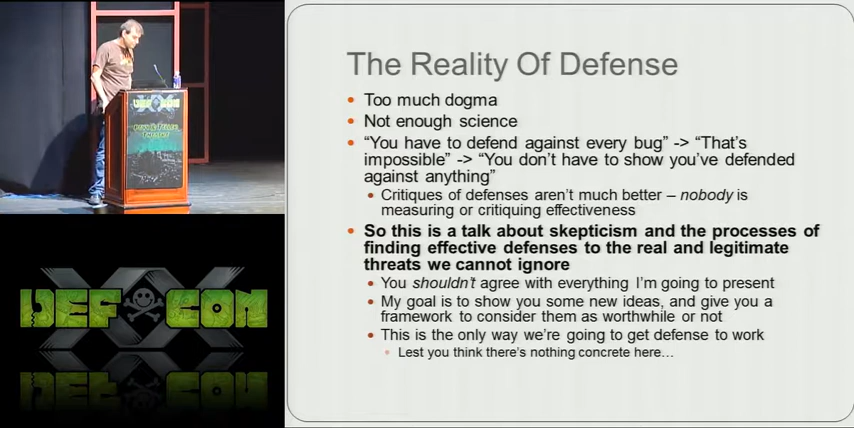 The Reality Of Defense
Too much dogma
Not enough science
“You have to defend against every bug” -> “That’s
impossible” -> “You don’t have to show you’ve defended
against anything”
Critiques of defenses aren’t much better – nobody is
measuring or critiquing effectiveness
So this is a talk about skepticism and the processes of
finding effective defenses to the real and legitimate
threats we cannot ignore
You shouldn’t agree with everything I’m going to present
My goal is to show you some new ideas, and give you a
framework to consider them as worthwhile or not
This is the only way we’re going to get defense to work
Lest you think there’s nothing concrete here…
DEF CON
XX